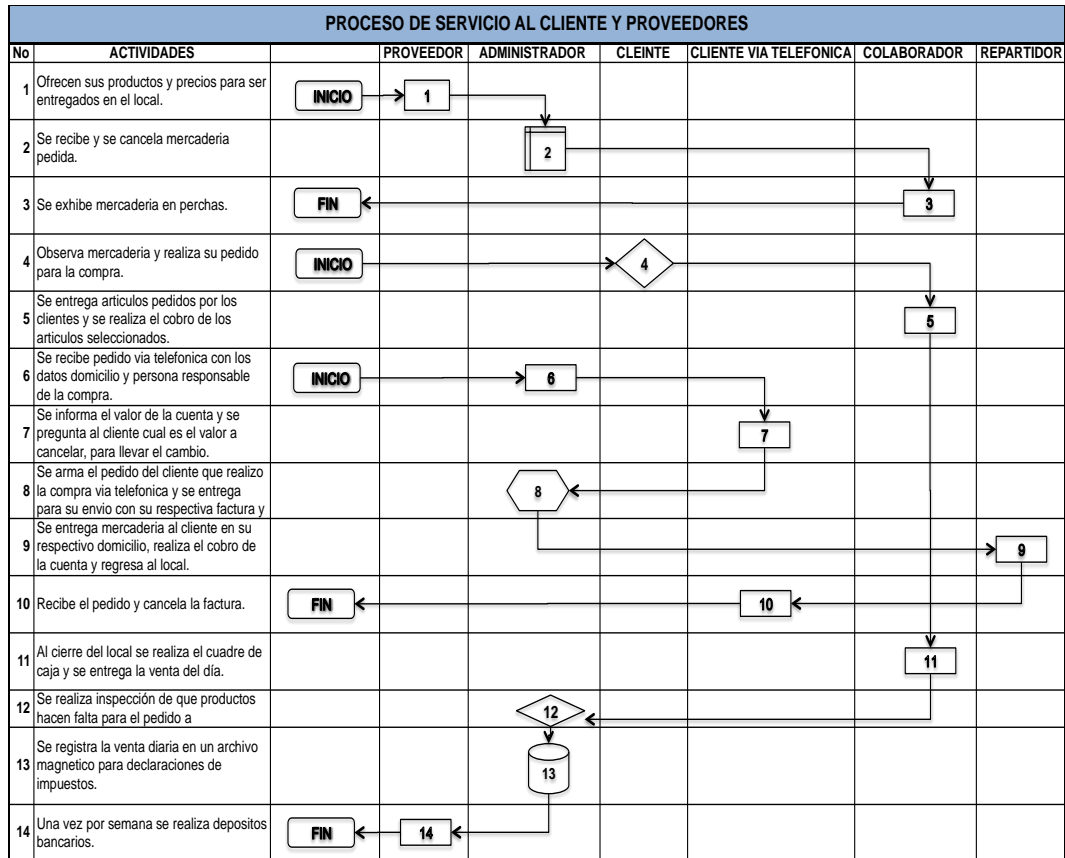 PROCESO DE SERVICIO AL CLIENTE Y PROVEEDORES
No ACTIVIDADES PROVEEDOR ADMINISTRADOR CLEINTE CLIENTE VIA TELEFONICA COLABORADOR REPARTIDOR
1 Ofrecen sus productos y precios para ser
entregados en el local.
INICIO 1
2 Se recibe y se cancela mercaderia
pedida.
2
3 Se exhibe mercaderia en perchas.
FIN 3
4 Observa mercaderia y realiza su pedido
para la compra.
INICIO 4
5 Se entrega articulos pedidos por los
clientes y se realiza el cobro de los
articulos seleccionados.
5
6 Se recibe pedido via telefonica con los
datos domicilio y persona responsable
de la compra.
INICIO 6
7 Se informa el valor de la cuenta y se
pregunta al cliente cual es el valor a
cancelar, para llevar el cambio.
7
8 Se arma el pedido del cliente que realizo
la compra via telefonica y se entrega
para su envio con su respectiva factura y
8
9 Se entrega mercaderia al cliente en su
respectivo domicilio, realiza el cobro de
la cuenta y regresa al local.
9
10 Recibe el pedido y cancela la factura.
FIN 10
11 Al cierre del local se realiza el cuadre de
caja y se entrega la venta del día.
11
12 Se realiza inspección de que productos
hacen falta para el pedido a
12
13 Se registra la venta diaria en un archivo
magnetico para declaraciones de
impuestos.
13
14 Una vez por semana se realiza depositos
bancarios.
FIN 14